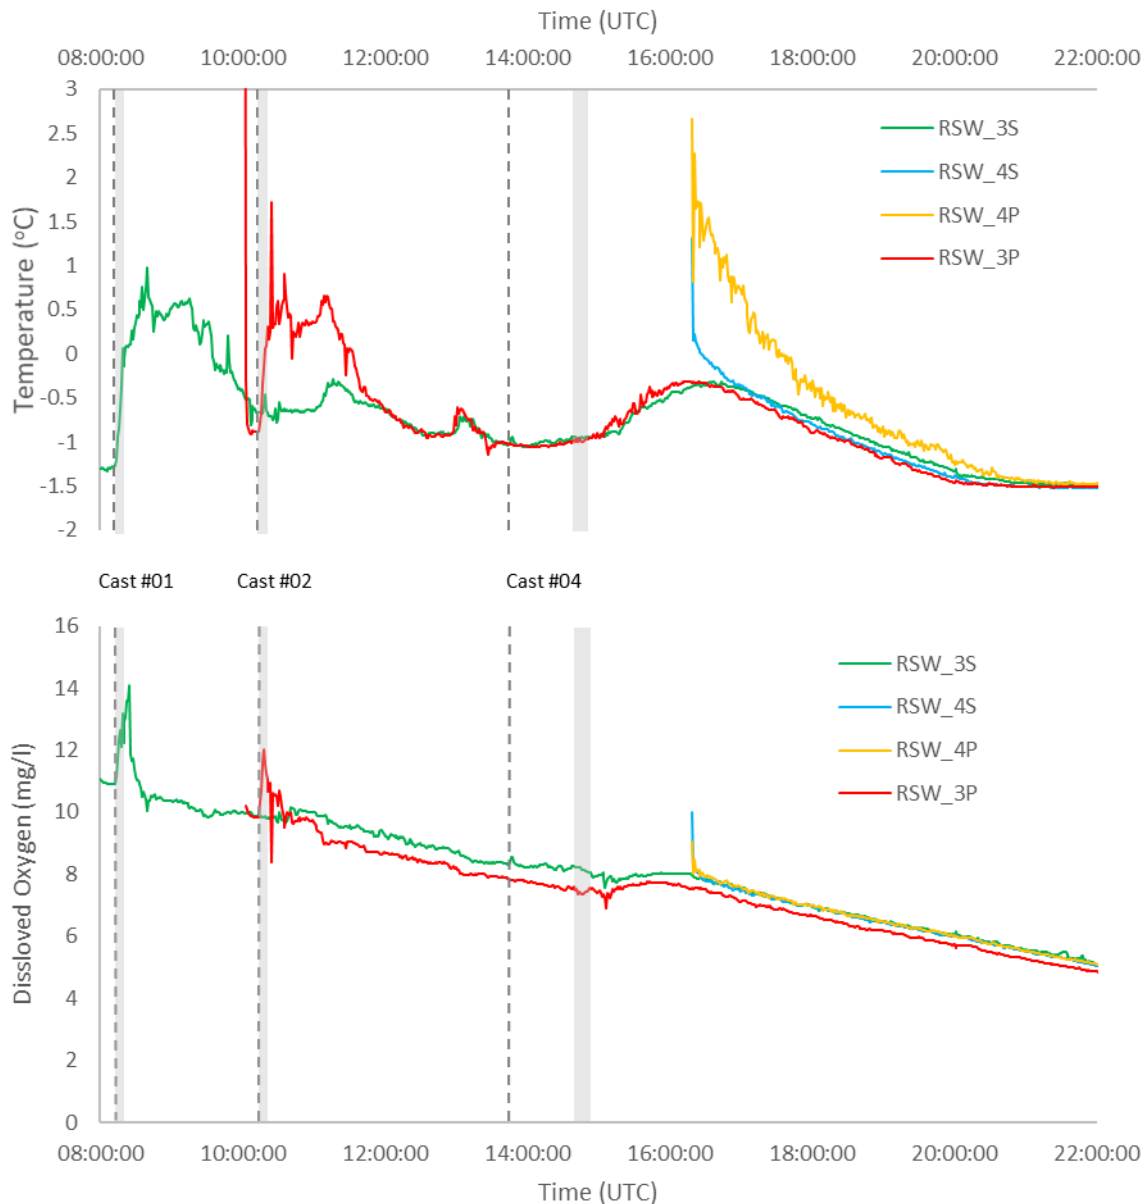 Time (UTC)
08:00:00 10:00:00 12:00:00 14:00:00 16:00:00 18:00:00 20:00:00 22:00:00
3
2.5
2
1.5
1
0.5
0
-0.5
-1
-1.5
-2
Temperature (°C)
RSW_3S
RSW_4S
RSW_4P
RSW_3P
Cast #01 Cast #02 Cast #04
16
14
12
10
8
6
4
2
0
Dissloved Oxygen (mg/l)
RSW_3S
RSW_4S
RSW_4P
RSW_3P
08:00:00 10:00:00 12:00:00 14:00:00 16:00:00 18:00:00 20:00:00 22:00:00
Time (UTC)